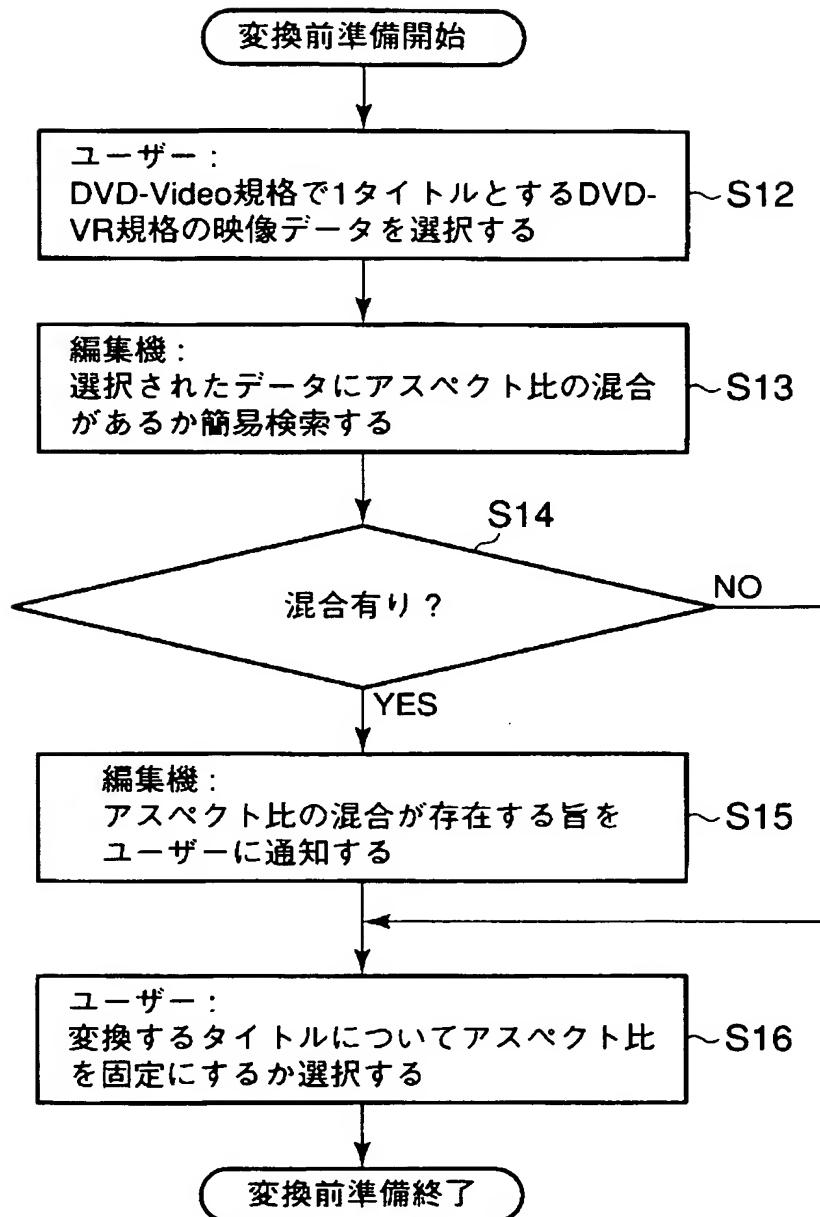 変換前準備開始
ユーザー：
DVD-Video規格で1タイトルとするDVD-
VR規格の映像データを選択する
S12
編集機：
選択されたデータにアスペクト比の混合
があるか簡易検索する
S13
S14
混合有り？
NO
YES
編集機：
アスペクト比の混合が存在する旨を
ユーザーに通知する
S15
ユーザー：
変換するタイトルについてアスペクト比
を固定にするか選択する
S16
変換前準備終了